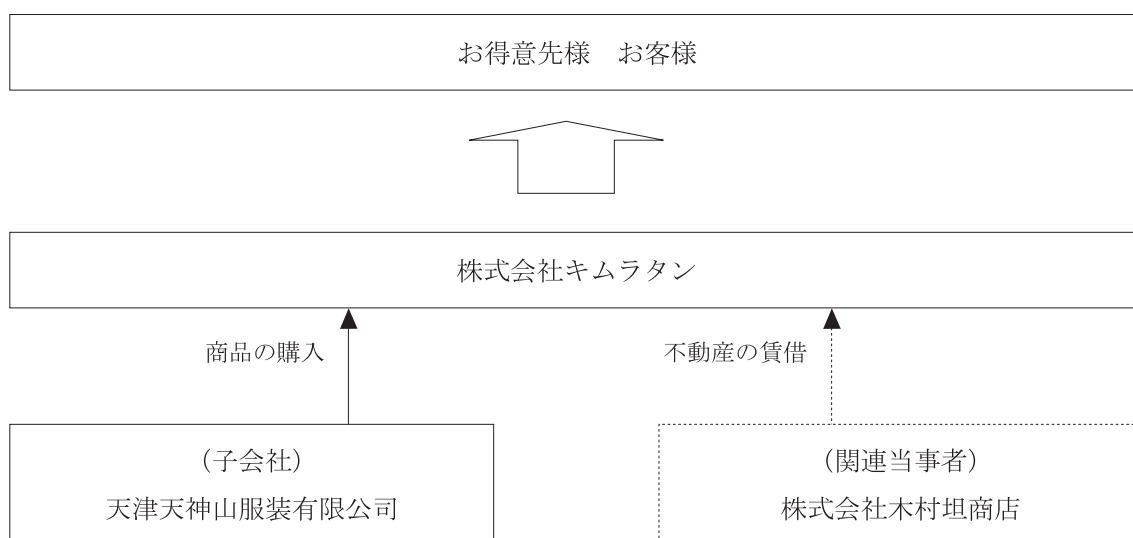 お得意先様　お客様
株式会社キムラタン
商品の購入
不動産の賃借
（子会社）
天津天神山服装有限公司
（関連当事者）
株式会社木村坦商店